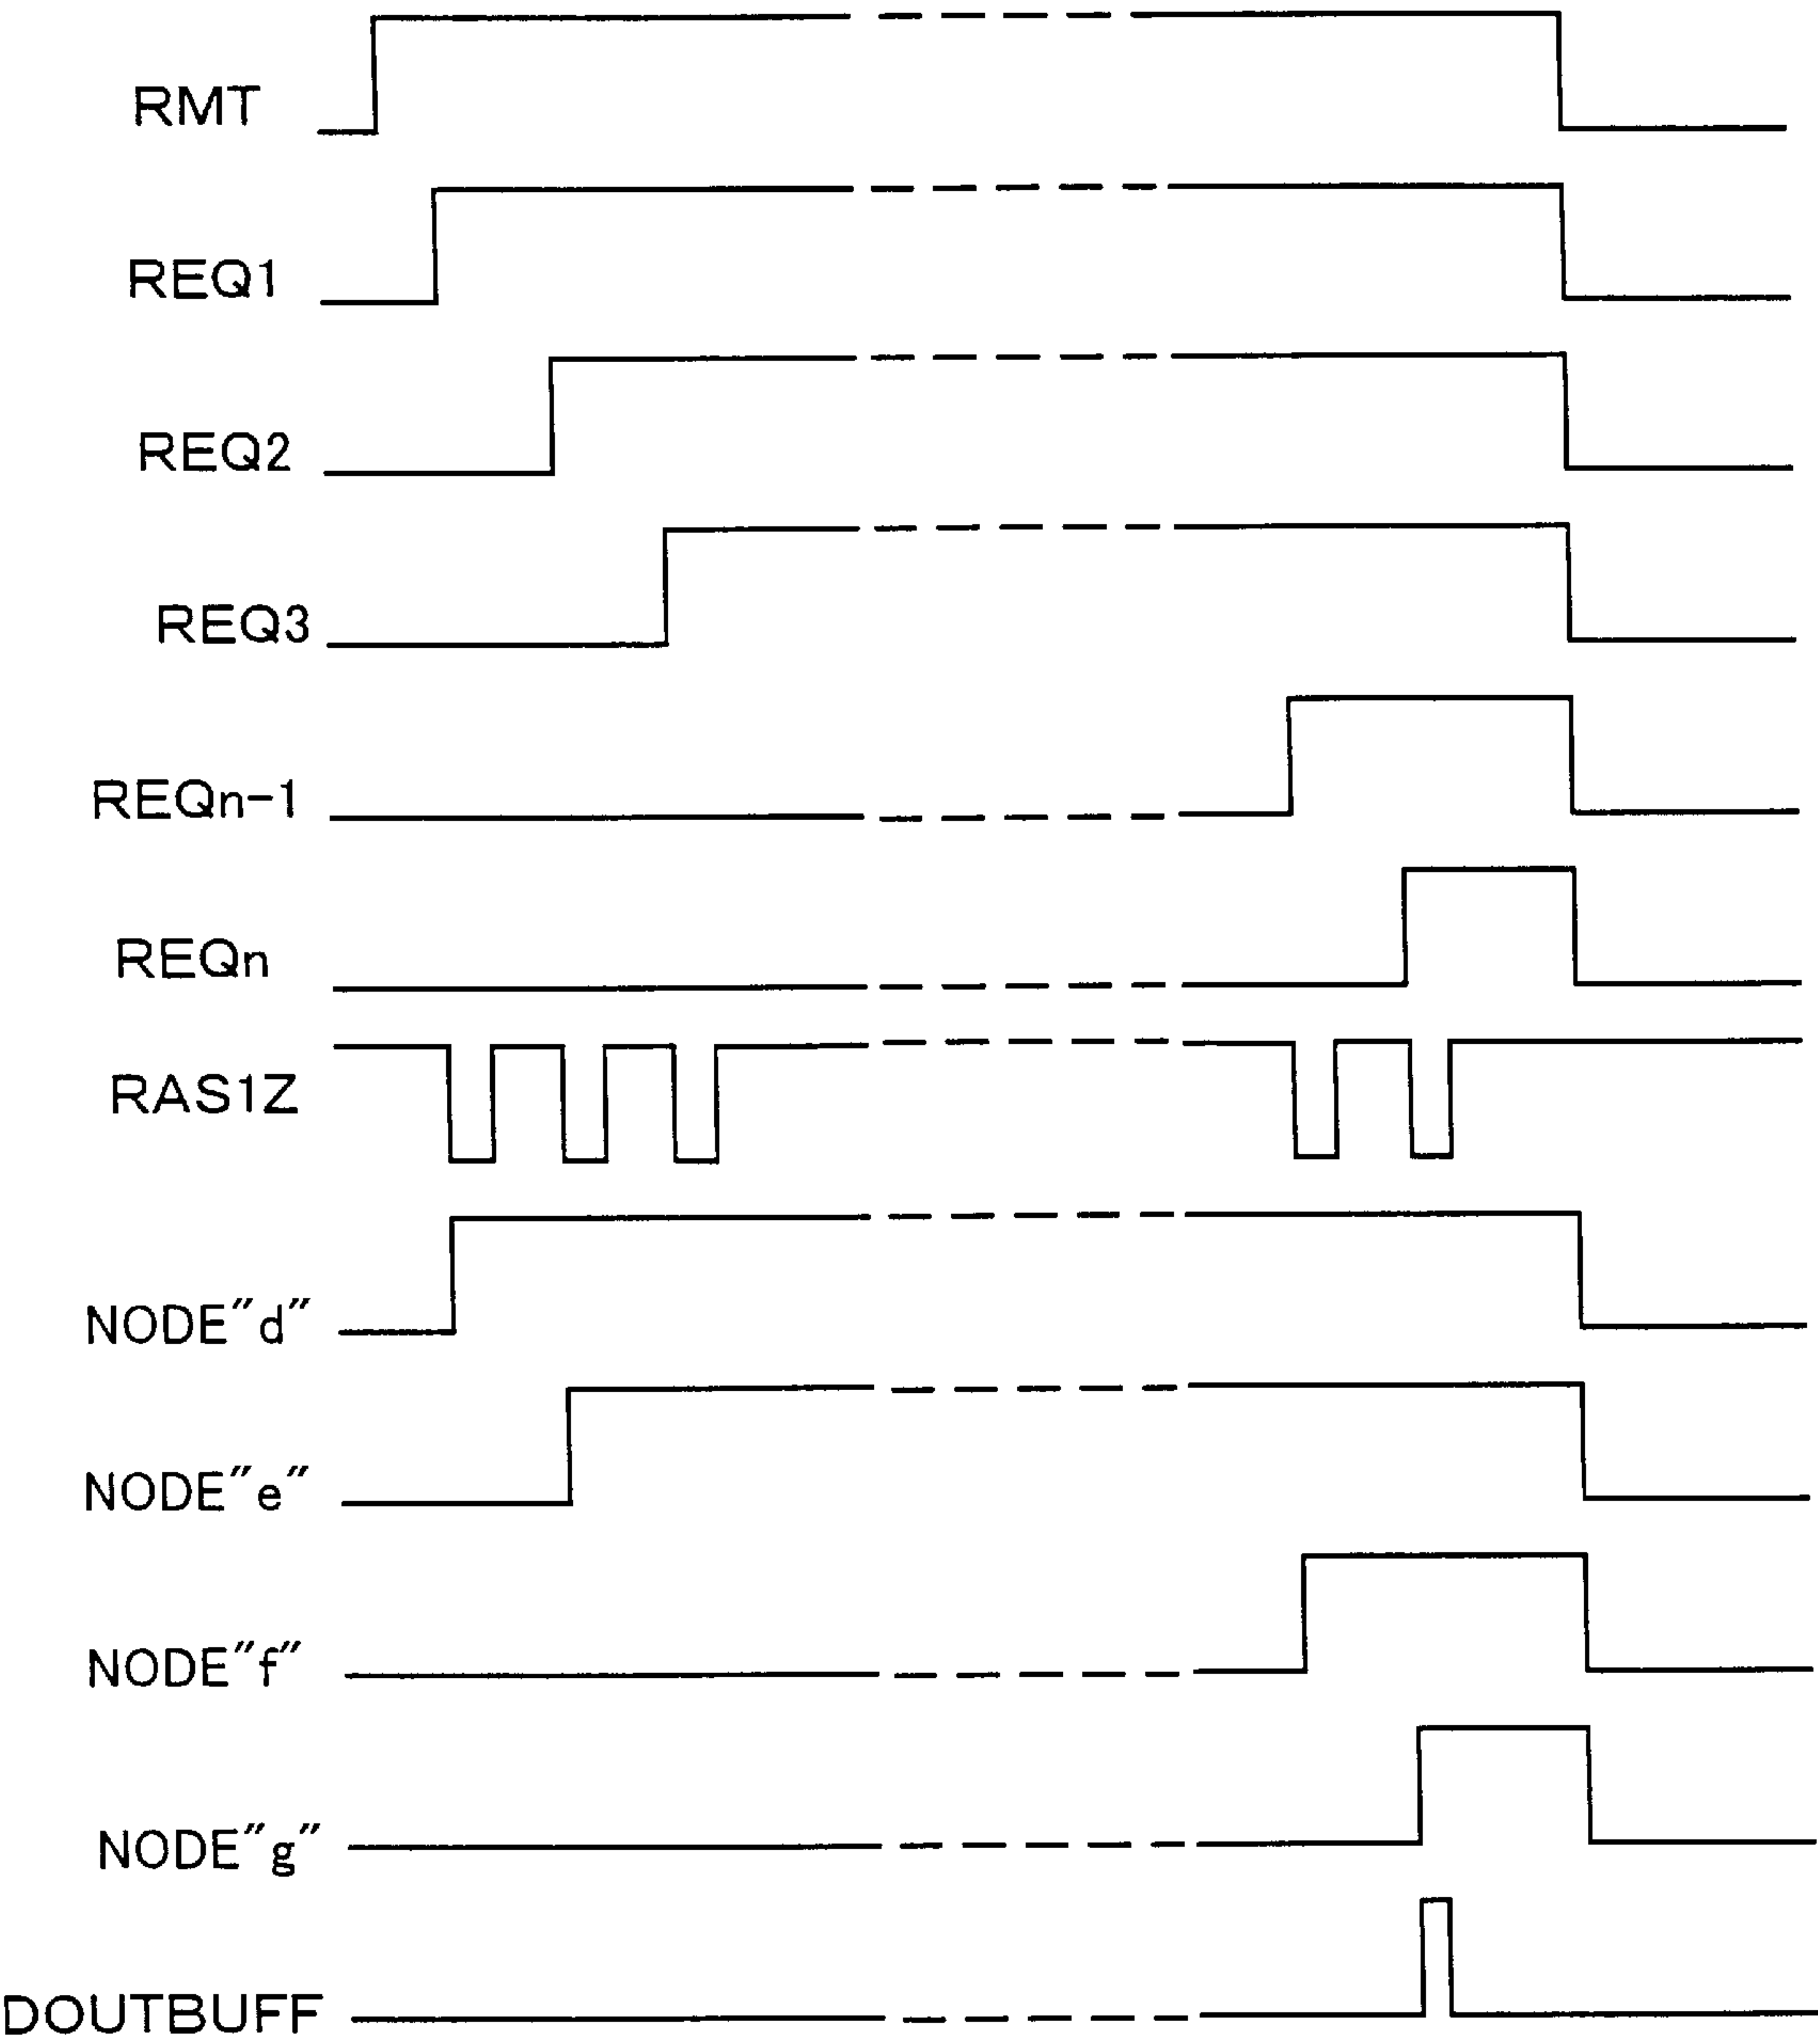 RMT
REQ1
REQ2
REQ3
REQn-1
REQn
RAS1Z
NODE"d"
NODE"e"
NODE"f"
NODE"g"
DOUTBUFF